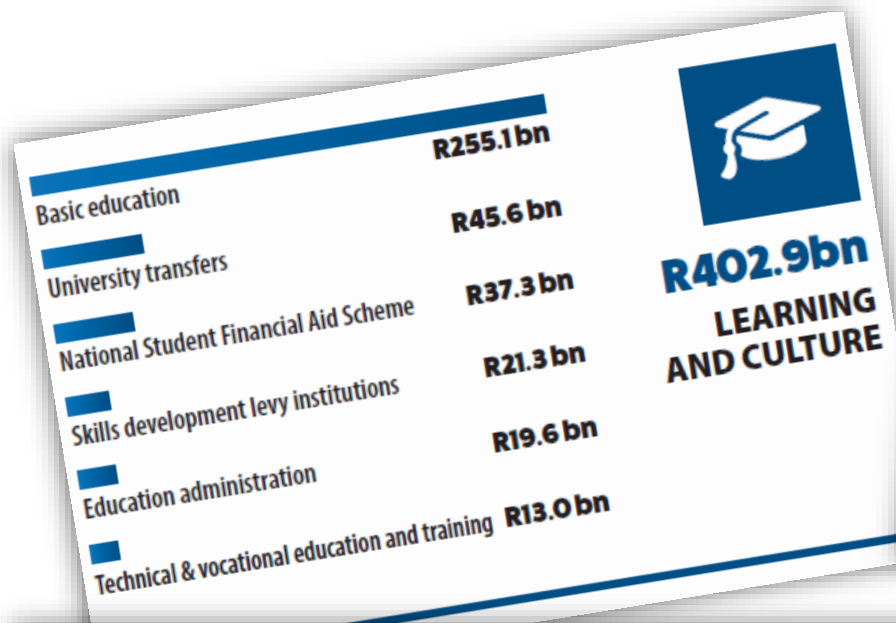 R255.1 bn
Basic education
R45.6 bn
University transfers
R37.3 bn
National Student Financial Aid Scheme
R21.3 bn
Skills development levy institutions
R19.6 bn
Education administration
R13.0 bn
Technical & vocational education and training
R402.9bn
LEARNING
AND CULTURE